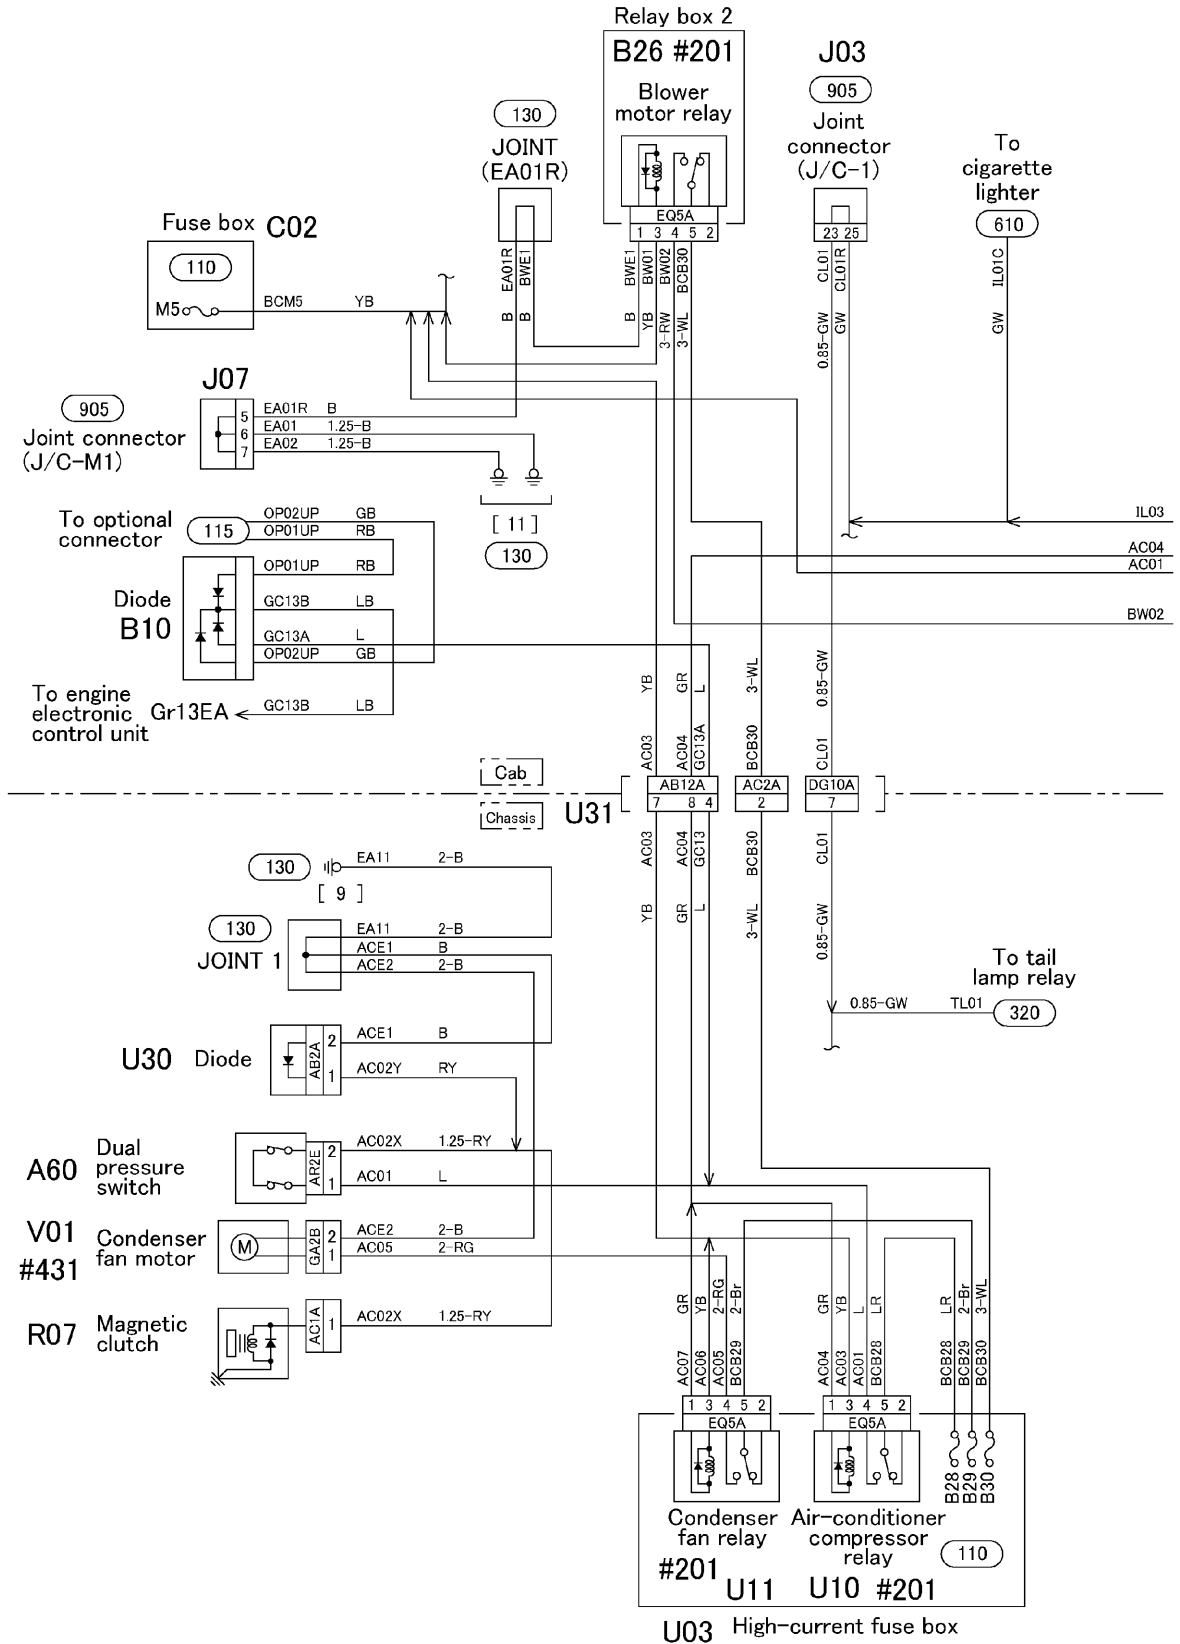 Relay box 2
B26 #201
Blower
motor relay
EQ5A
1 3 4 5 2
BWE1
BW01
BW02
BCB30
B
YB
3-RW
3-WL
130
JOINT
(EA01R)
EA01R
BWE1
B
B
J03
905
Joint
connector
(J/C-1)
23 25
CL01
CL01R
0.85-GW
GW
To
cigarette
lighter
610
IL01C
GW
Fuse box C02
110
M5
BCM5 YB
J07
905
Joint connector
(J/C-M1)
5 EA01R B
6 EA01 1.25-B
7 EA02 1.25-B
[ 11 ]
130
To optional
connector
115
OP02UP GB
OP01UP RB
Diode
B10
OP01UP RB
GC13B LB
GC13A L
OP02UP GB
To engine
electronic
control unit
Gr13EA
GC13B LB
IL03
AC04
AC01
BW02
YB
GR
L
3-WL
0.85-GW
AC03
AC04
GC13A
BCB30
CL01
Cab
Chassis
U31
AB12A
7 8 4
AC2A
2
DG10A
7
AC03
AC04
GC13
BCB30
CL01
YB
GR
L
3-WL
0.85-GW
130
EA11 2-B
[ 9 ]
130
JOINT 1
EA11 2-B
ACE1 B
ACE2 2-B
To tail
lamp relay
0.85-GW TL01
320
U30 Diode
AB2A
2 ACE1 B
1 AC02Y RY
A60
Dual
pressure
switch
AR2E
2 AC02X 1.25-RY
1 AC01 L
V01
#431
Condenser
fan motor
M
GA2B
2 ACE2 2-B
1 AC05 2-RG
R07
Magnetic
clutch
AC1A
1 AC02X 1.25-RY
GR
YB
2-RG
2-Br
GR
YB
L
LR
LR
2-Br
3-WL
AC07
AC06
AC05
BCB29
AC04
AC03
AC01
BCB28
BCB28
BCB29
BCB30
1 3 4 5 2
EQ5A
1 3 4 5 2
EQ5A
B28
B29
B30
Condenser
fan relay
#201
U11
Air-conditioner
compressor
relay
U10 #201
110
U03 High-current fuse box